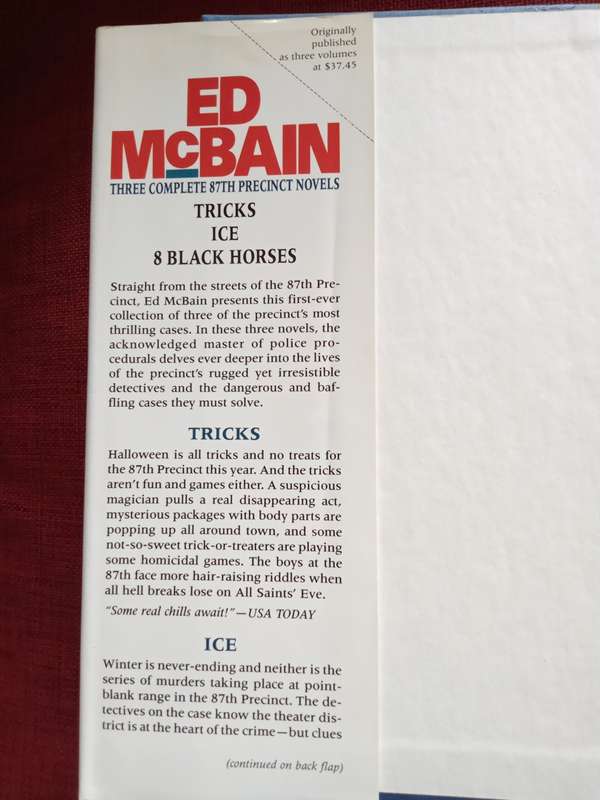 Originally
published
as three volumes
at $37.45
ED
McBAIN
THREE COMPLETE 87TH PRECINCT NOVELS
TRICKS
ICE
8 BLACK HORSES
Straight from the streets of the 87th Pre-
cinct, Ed McBain presents this first-ever
collection of three of the precinct's most
thrilling cases. In these three novels, the
acknowledged master of police pro-
cedurals delves ever deeper into the lives
of the precinct's rugged yet irresistible
detectives and the dangerous and baf-
fling cases they must solve.
TRICKS
Halloween is all tricks and no treats for
the 87th Precinct this year. And the tricks
aren't fun and games either. A suspicious
magician pulls a real disappearing act,
mysterious packages with body parts are
popping up all around town, and some
not-so-sweet trick-or-treaters are playing
some homicidal games. The boys at the
87th face more hair-raising riddles when
all hell breaks lose on All Saints' Eve.
"Some real chills await!"—USA TODAY
ICE
Winter is never-ending and neither is the
series of murders taking place at point-
blank range in the 87th Precinct. The de-
tectives on the case know the theater dis-
trict is at the heart of the crime—but clues
(continued on back flap)